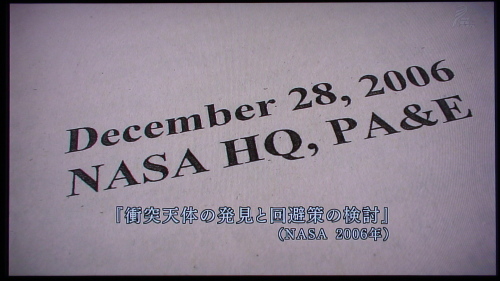 December 28, 2006
NASA HQ, PA&E
『衝突天体の発見と回避策の検討』
(NASA 2006年)